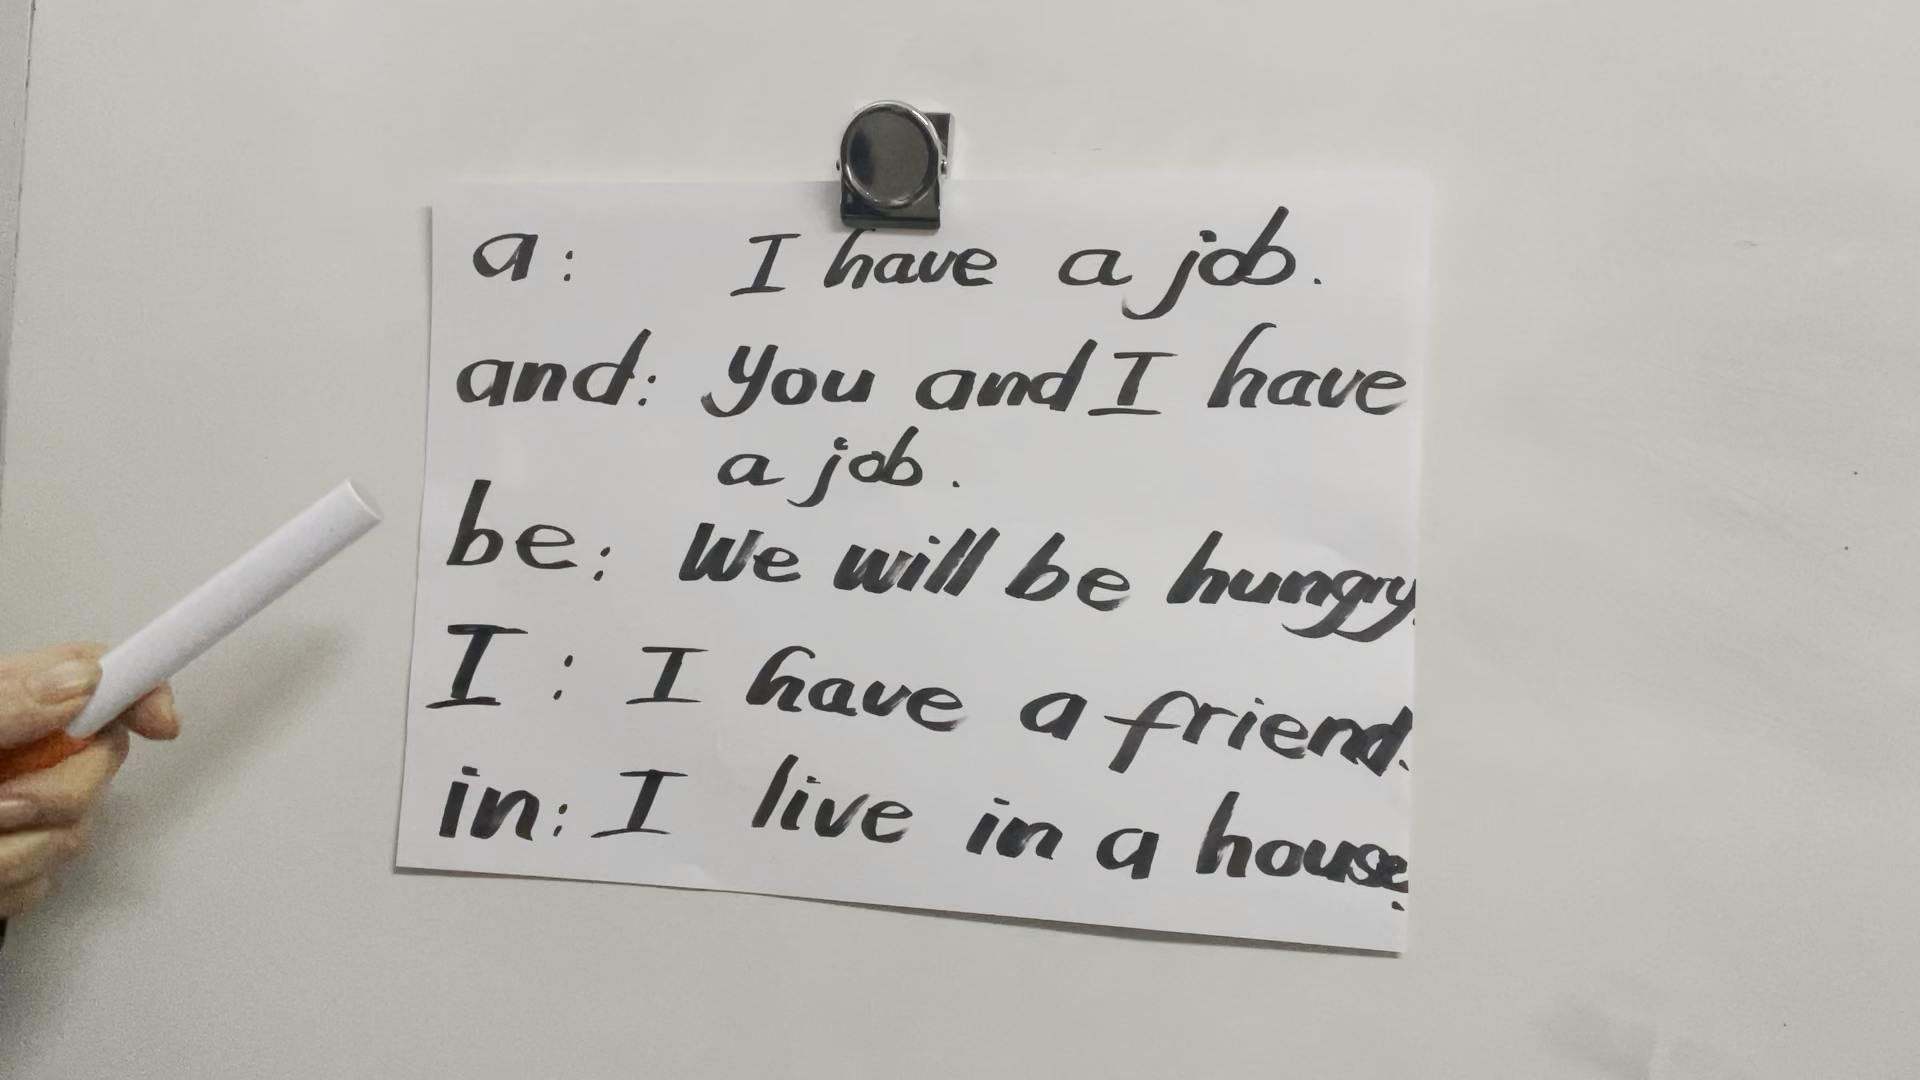 a: I have a job.
and: You and I have
a job.
be: We will be hungry.
I: I have a friend.
in: I live in a house.